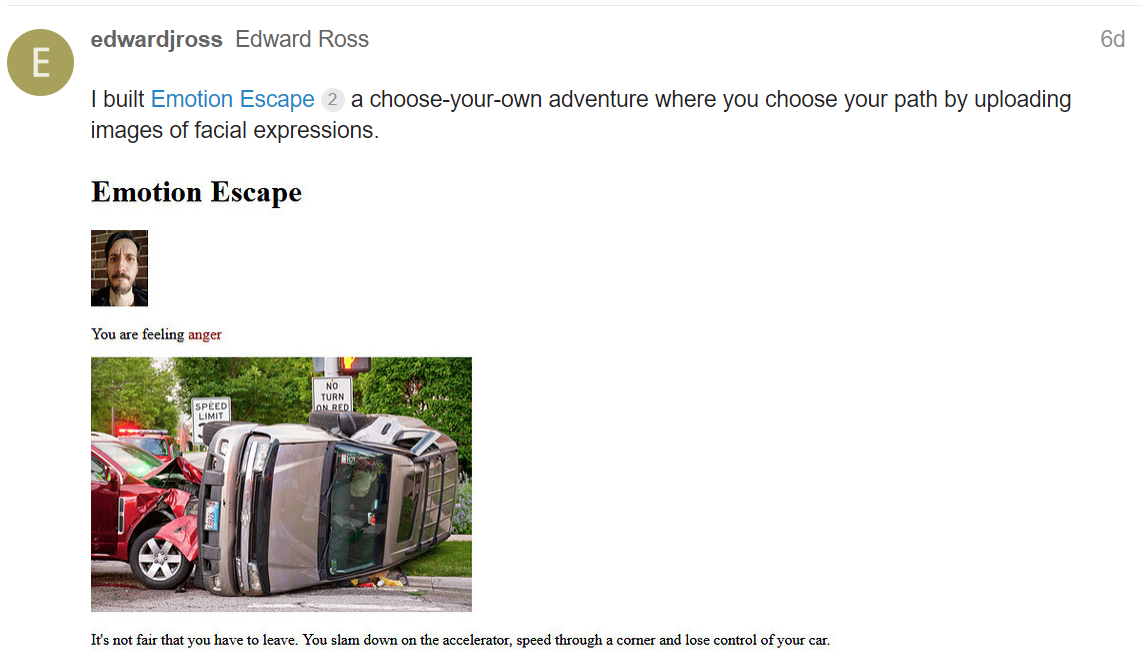 E
edwardjross Edward Ross 6d
I built Emotion Escape 2 a choose-your-own adventure where you choose your path by uploading
images of facial expressions.
Emotion Escape
You are feeling anger
NO
TURN
ON RED
SPEED
LIMIT
It's not fair that you have to leave. You slam down on the accelerator, speed through a corner and lose control of your car.